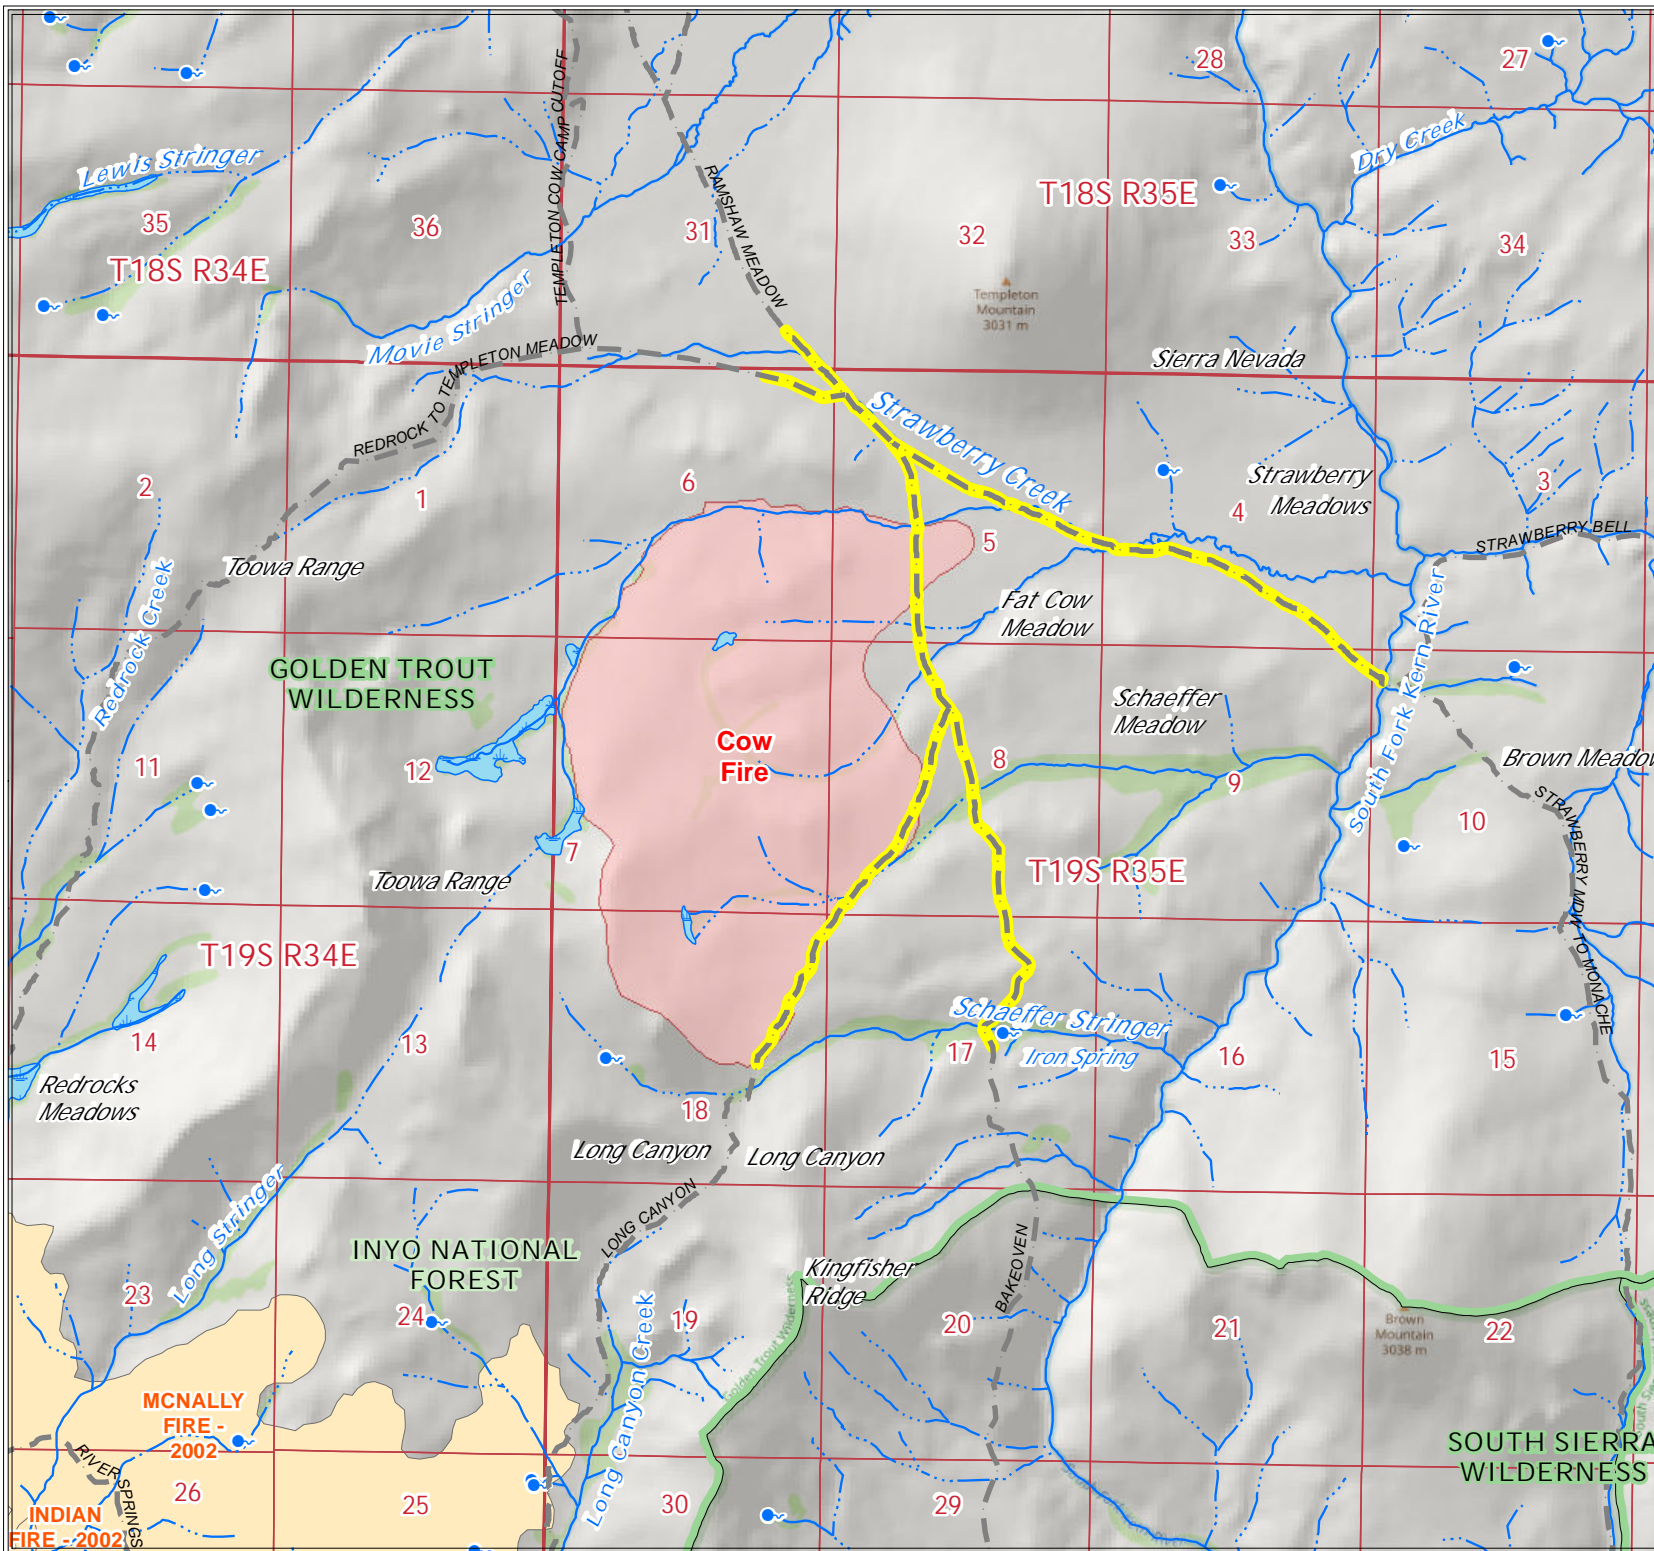 28
27
TEMPLETON COW CAMP CUTOFF
Dry Creek
Lewis Stringer
RAMSHAW MEADOW
T18S R35E
35
36
31
32
33
34
T18S R34E
Templeton
Mountain
3031 m
Movie Stringer
REDROCK TO TEMPLETON MEADOW
Sierra Nevada
Strawberry Creek
2
1
6
Strawberry
Meadows
4
3
5
STRAWBERRY BELL
Toowa Range
Redrock Creek
Fat Cow
Meadow
South Fork Kern River
GOLDEN TROUT
WILDERNESS
Schaeffer
Meadow
Cow
Fire
11
12
8
9
Brown Meadow
10
STRAWBERRY MDW TO MONACHE
7
Toowa Range
T19S R35E
T19S R34E
14
13
Schaeffer Stringer
17
Iron Spring
16
15
Redrocks
Meadows
18
Long Canyon
Long Canyon
LONG CANYON
Long Stringer
INYO NATIONAL
FOREST
Kingfisher
Ridge
BAKEOVEN
23
24
19
20
21
22
Brown
Mountain
3038 m
Golden Trout Wilderness
Long Canyon Creek
MCNALLY
FIRE -
2002
SOUTH SIERRA
WILDERNESS
RIVER SPRINGS
26
25
30
29
INDIAN
FIRE - 2002